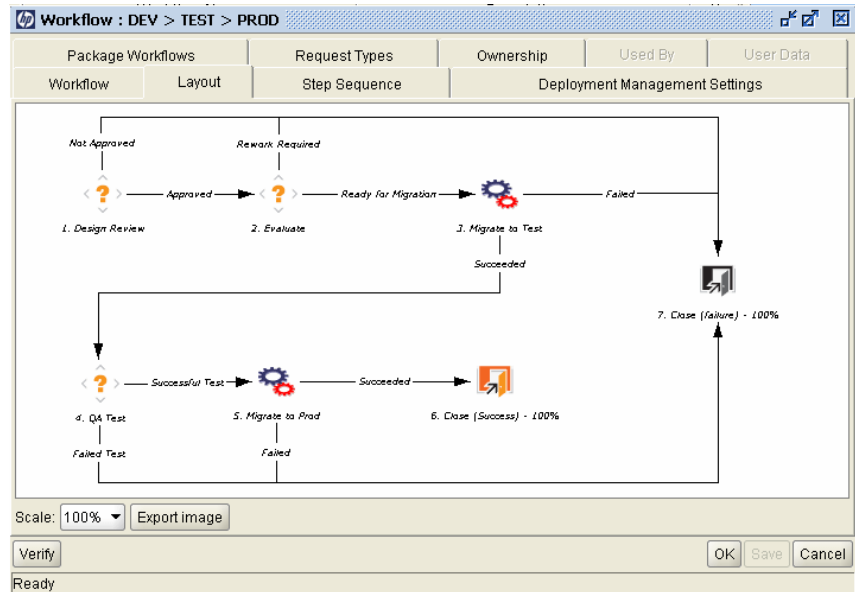 Workflow : DEV > TEST > PROD
Package Workflows Request Types Ownership Used By User Data
Workflow Layout Step Sequence Deployment Management Settings
Not Approved Rework Required
Approved Ready for Migration Failed
1. Design Review 2. Evaluate 3. Migrate to Test
Succeeded
7. Close (failure) - 100%
Successful Test Succeeded
4. QA Test 5. Migrate to Prod 6. Close (Success) - 100%
Failed Test Failed
Scale: 100% Export image
Verify OK Save Cancel
Ready